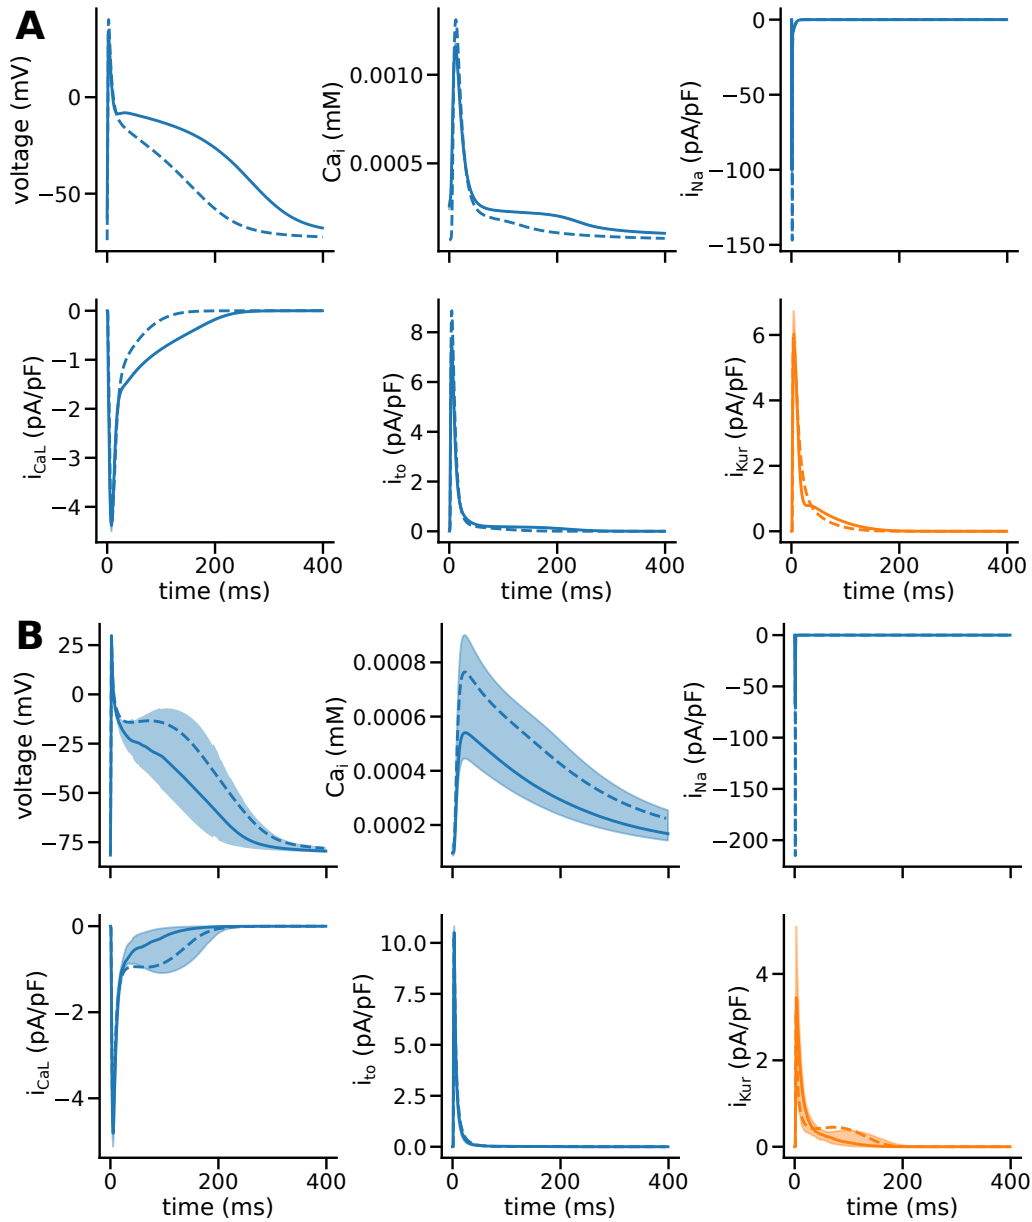 A
voltage (mV)
0
−50
Ca_i (mM)
0.0010
0.0005
i_Na (pA/pF)
0
−50
−100
−150
i_CaL (pA/pF)
0
−1
−2
−3
−4
0 200 400
time (ms)
i_to (pA/pF)
8
6
4
2
0
0 200 400
time (ms)
i_Kur (pA/pF)
6
4
2
0
0 200 400
time (ms)
B
voltage (mV)
25
0
−25
−50
−75
Ca_i (mM)
0.0008
0.0006
0.0004
0.0002
i_Na (pA/pF)
0
−50
−100
−150
−200
i_CaL (pA/pF)
0
−2
−4
0 200 400
time (ms)
i_to (pA/pF)
10.0
7.5
5.0
2.5
0.0
0 200 400
time (ms)
i_Kur (pA/pF)
4
2
0
0 200 400
time (ms)